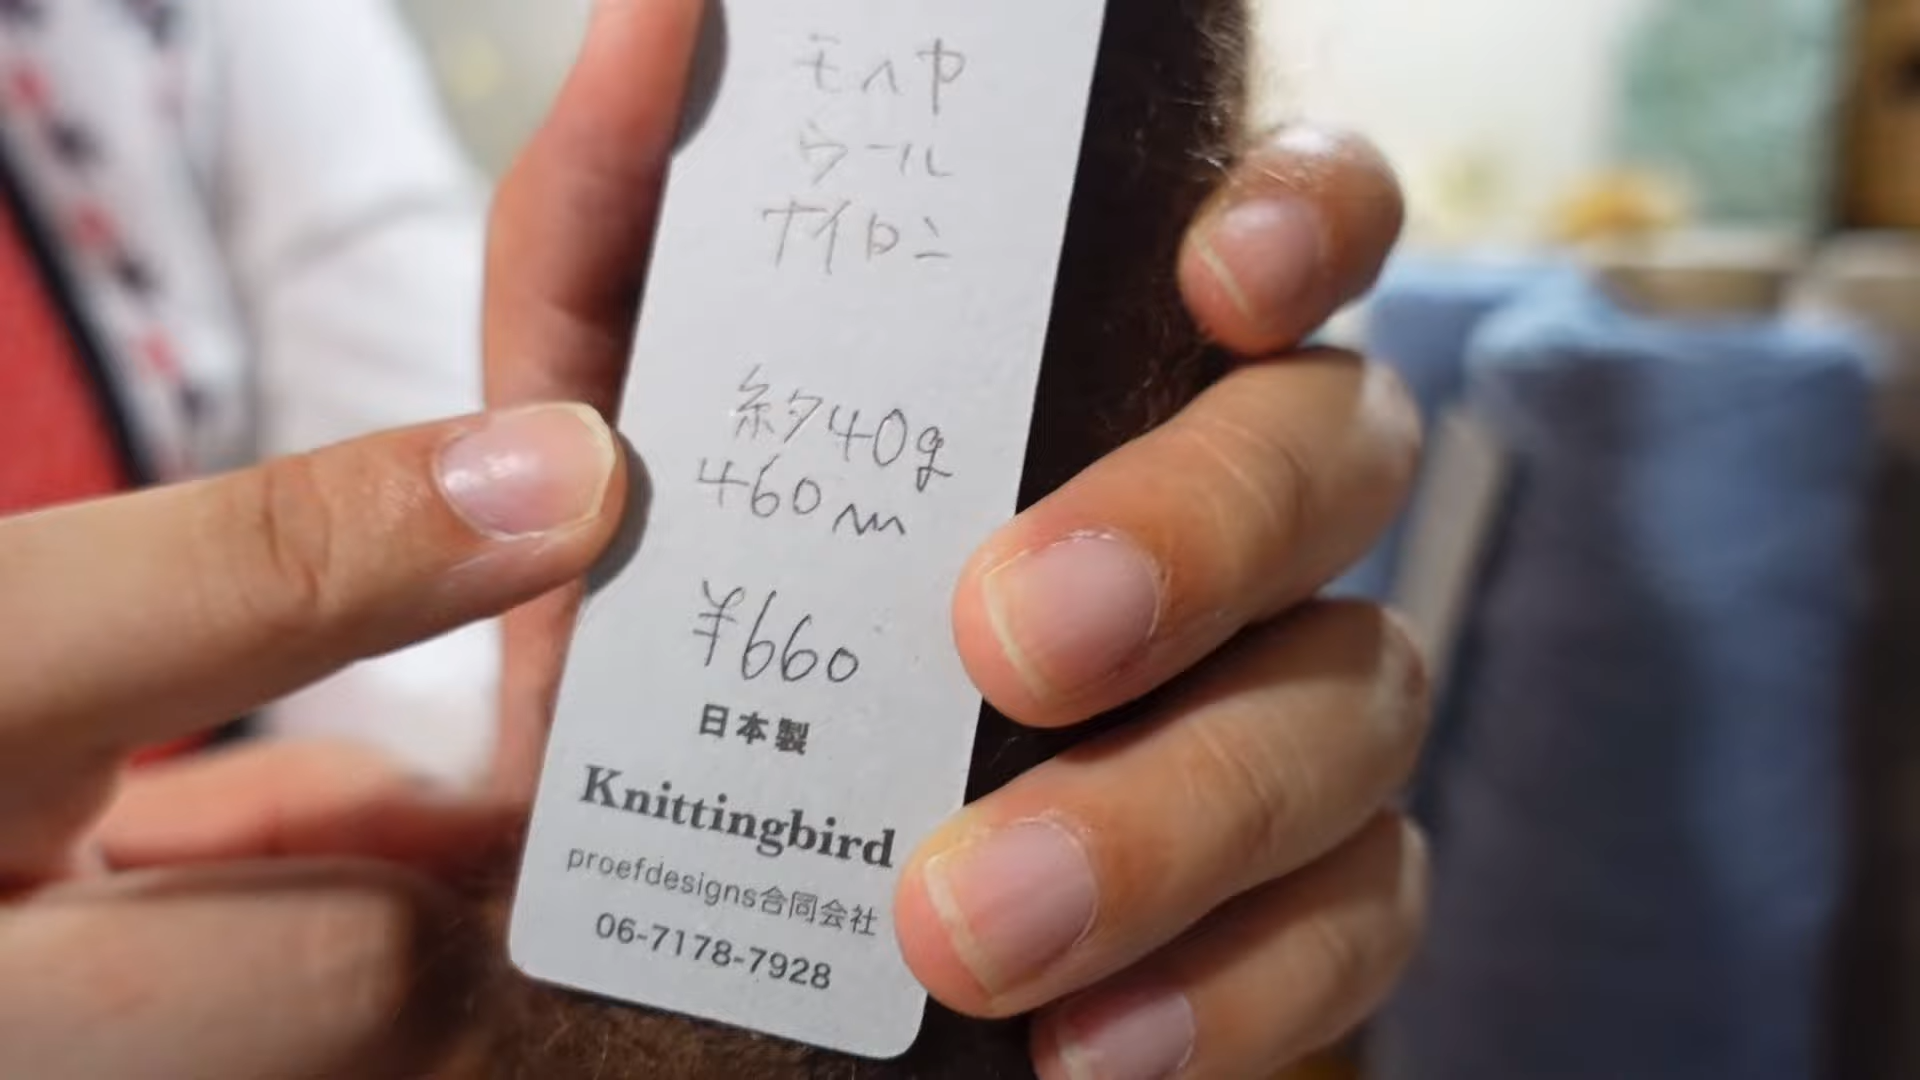 モヘヤ
ウール
ナイロン
約40g
460m
¥660
日本製
Knittingbird
proefdesigns合同会社
06-7178-7928